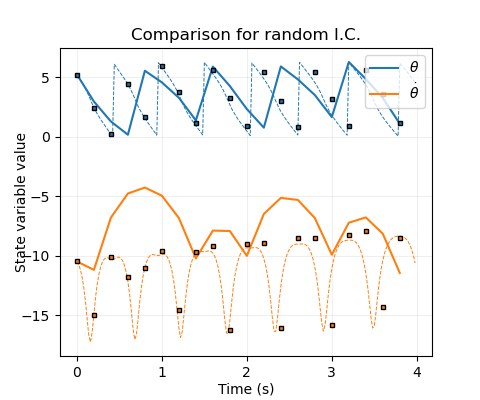 Comparison for random I.C.
State variable value
5
0
−5
−10
−15
0
1
2
3
4
Time (s)
θ
θ̇